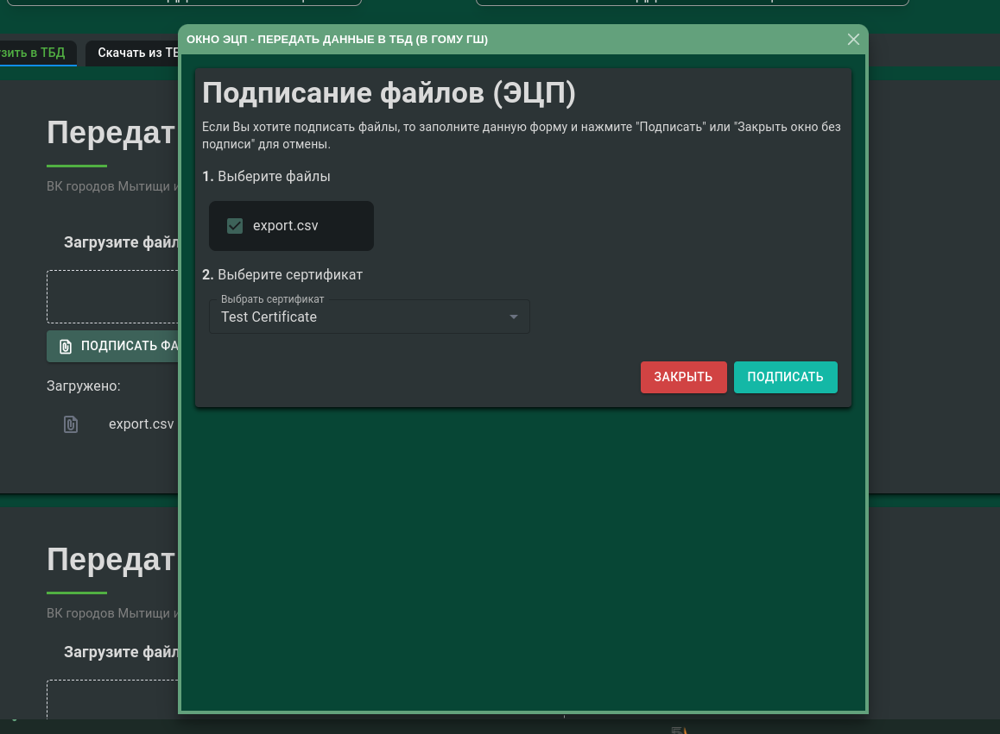 ОКНО ЭЦП - ПЕРЕДАТЬ ДАННЫЕ В ТБД (В ГОМУ ГШ)
зить в ТБД
Скачать из ТБ
Подписание файлов (ЭЦП)
Если Вы хотите подписать файлы, то заполните данную форму и нажмите "Подписать" или "Закрыть окно без
подписи" для отмены.
1. Выберите файлы
export.csv
2. Выберите сертификат
Выбрать сертификат
Test Certificate
ЗАКРЫТЬ
ПОДПИСАТЬ
Передат
ВК городов Мытищи и
Загрузите файл
ПОДПИСАТЬ ФА
Загружено:
export.csv
Передат
ВК городов Мытищи и
Загрузите файл